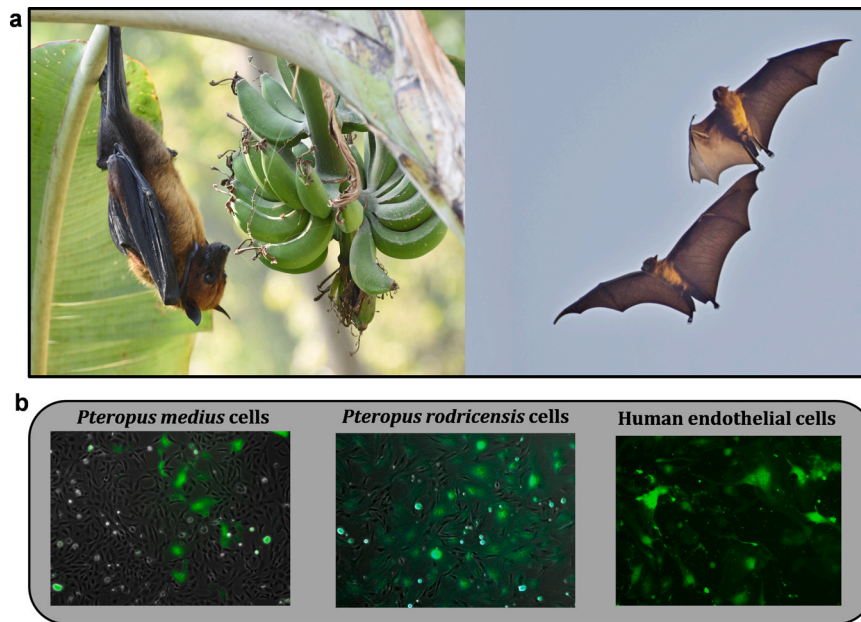 a
b
Pteropus medius cells
Pteropus rodricensis cells
Human endothelial cells